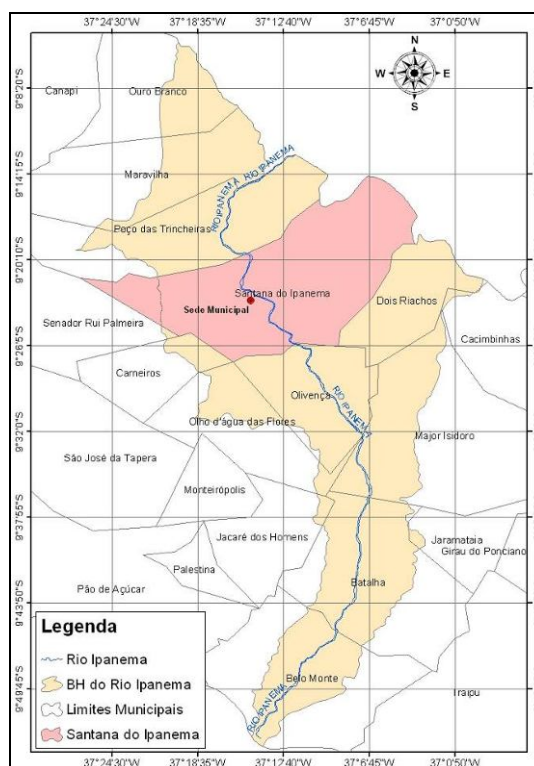 37°24'30"W 37°18'35"W 37°12'40"W 37°6'45"W 37°0'50"W
N
W E
S
9°8'20"S
9°14'15"S
9°20'10"S
9°26'5"S
9°32'0"S
9°37'55"S
9°43'50"S
9°49'45"S
Canapi
Ouro Branco
RIO IPANEMA
Maravilha
RIO IPANEMA
Poço das Trincheiras
Santana do Ipanema
Dois Riachos
Sede Municipal
Senador Rui Palmeira
Cacimbinhas
Carneiros
Olivença
RIO IPANEMA
Olho d'água das Flores
Major Isidoro
São José da Tapera
Monteirópolis
Jacaré dos Homens
Jaramataia
Girau do Ponciano
Palestina
Pão de Açúcar
Batalha
Belo Monte
Traipu
RIO IPANEMA
Legenda
Rio Ipanema
BH do Rio Ipanema
Limites Municipais
Santana do Ipanema
37°24'30"W 37°18'35"W 37°12'40"W 37°6'45"W 37°0'50"W